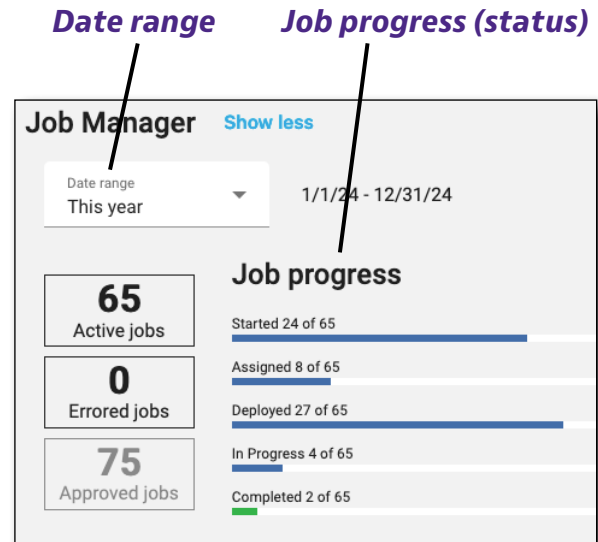 Date range
Job progress (status)
Job Manager Show less
Date range
This year
1/1/24 - 12/31/24
65
Active jobs
0
Errored jobs
75
Approved jobs
Job progress
Started 24 of 65
Assigned 8 of 65
Deployed 27 of 65
In Progress 4 of 65
Completed 2 of 65